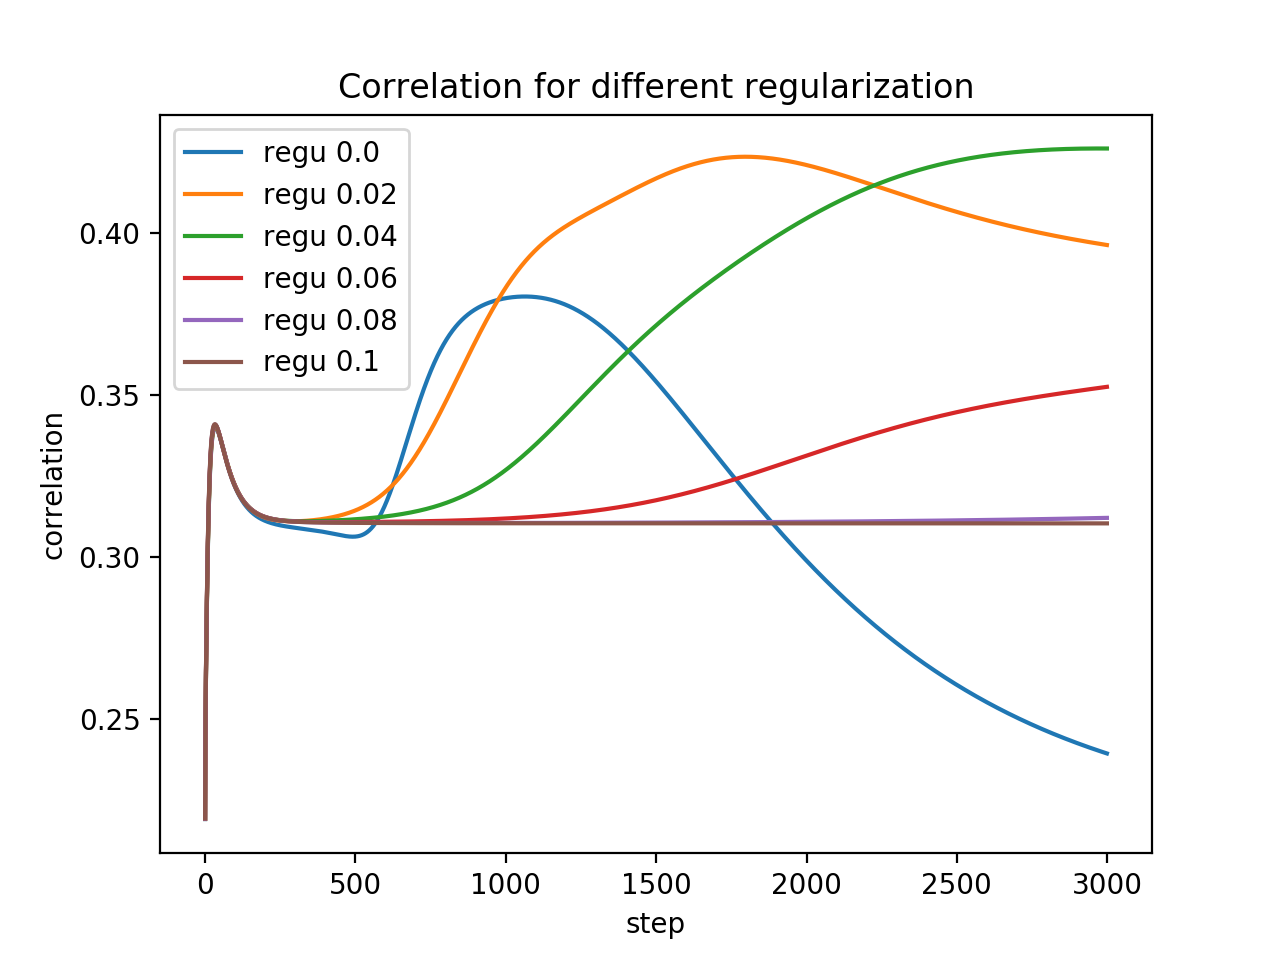 Correlation for different regularization
regu 0.0
regu 0.02
regu 0.04
regu 0.06
regu 0.08
regu 0.1
correlation
0.40
0.35
0.30
0.25
0
500
1000
1500
2000
2500
3000
step